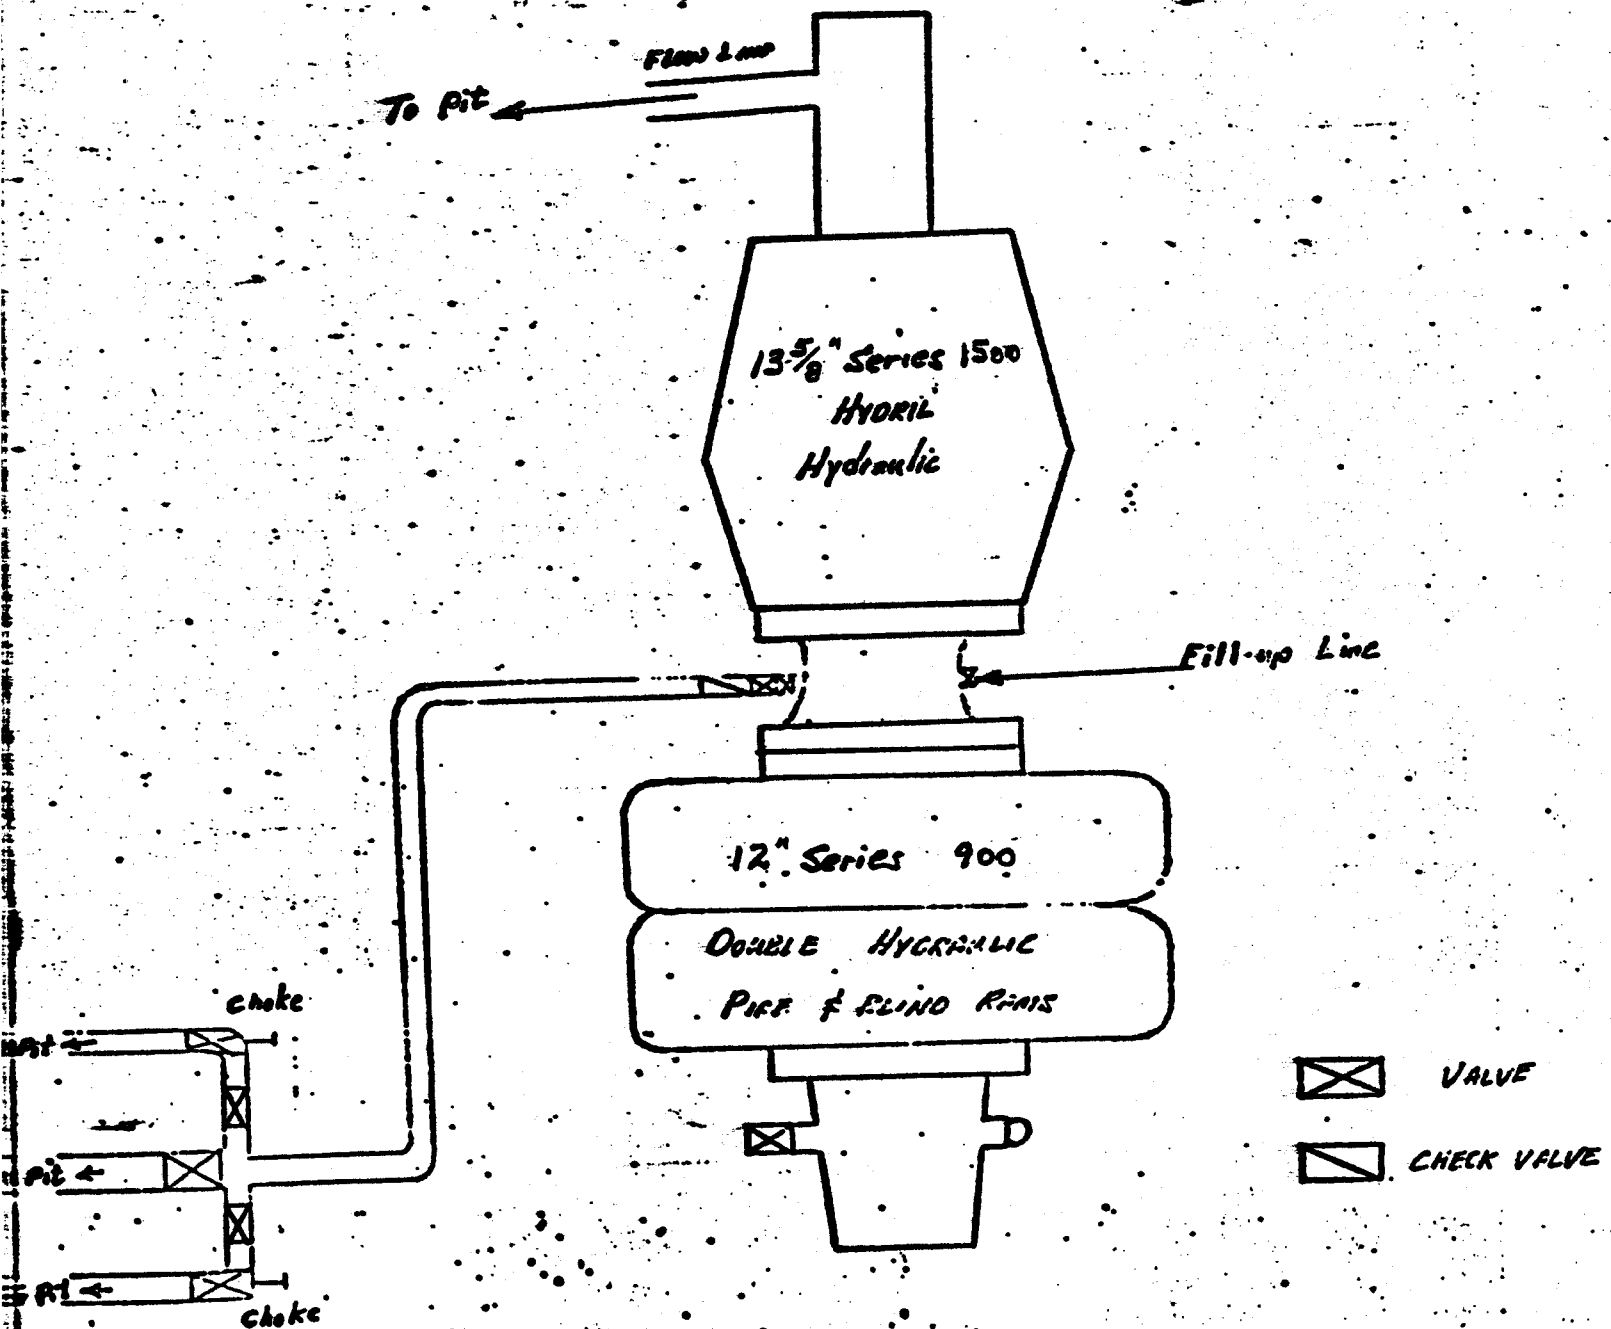 Flow Line
To Pit
13 5/8" Series 1500
HYDRIL
Hydraulic
Fill-up Line
12" Series 900
DOUBLE HYDRAULIC
PIPE & BLIND RAMS
choke
Pit
VALVE
Pit
CHECK VALVE
Pit
choke